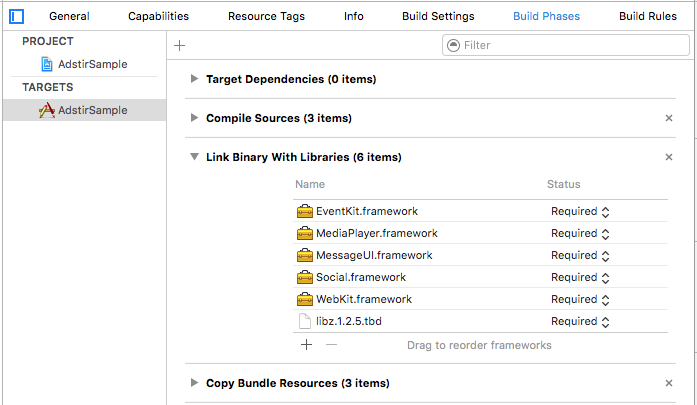 General Capabilities Resource Tags Info Build Settings Build Phases Build Rules
PROJECT
AdstirSample
TARGETS
AdstirSample
Filter
Target Dependencies (0 items)
Compile Sources (3 items)
Link Binary With Libraries (6 items)
Name Status
EventKit.framework Required
MediaPlayer.framework Required
MessageUI.framework Required
Social.framework Required
WebKit.framework Required
libz.1.2.5.tbd Required
Drag to reorder frameworks
Copy Bundle Resources (3 items)